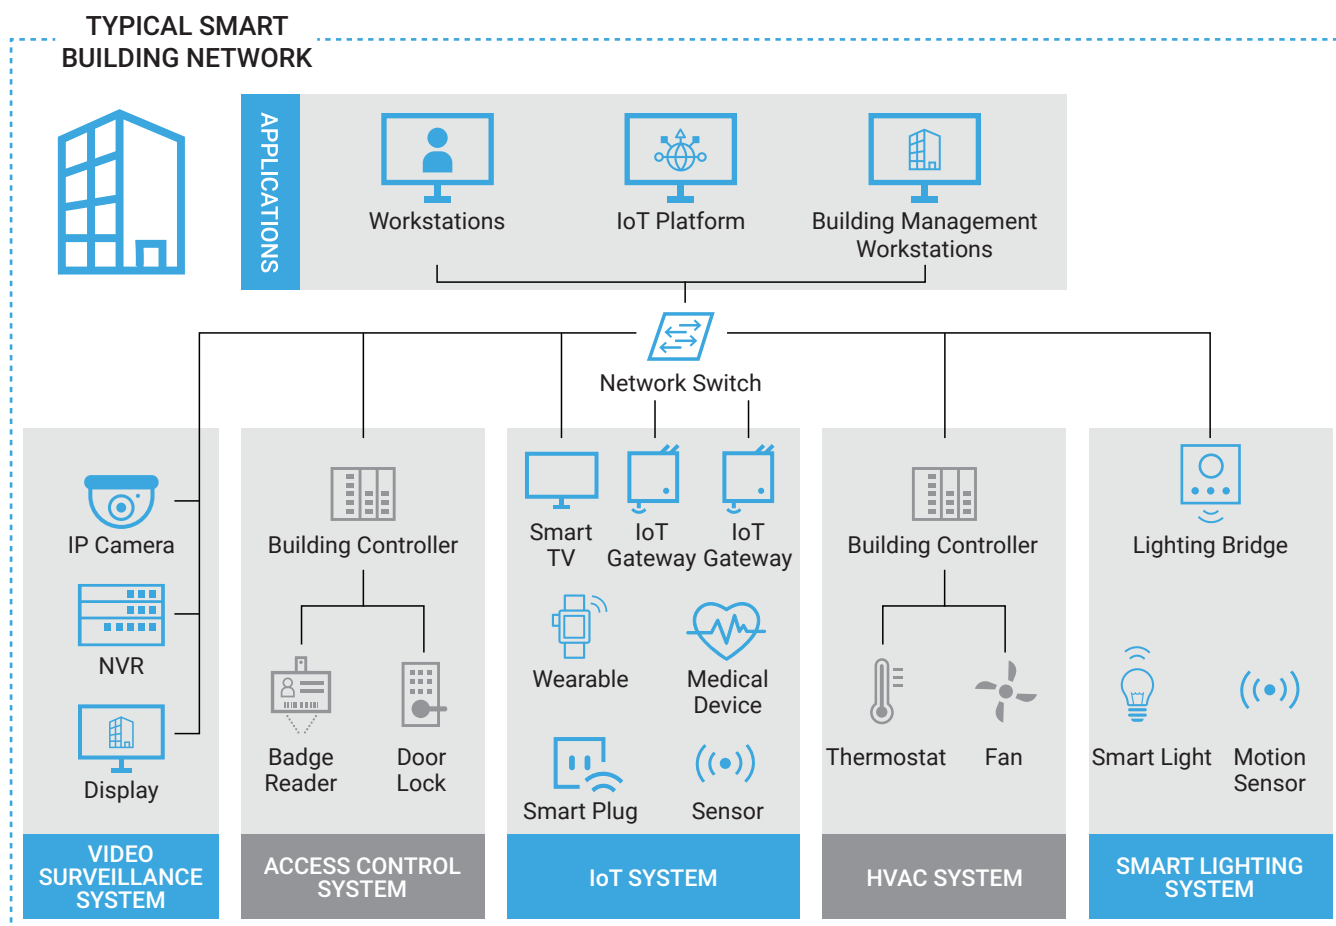 TYPICAL SMART
BUILDING NETWORK
APPLICATIONS
Workstations
IoT Platform
Building Management
Workstations
Network Switch
IP Camera
NVR
Display
VIDEO
SURVEILLANCE
SYSTEM
Building Controller
Badge
Reader
Door
Lock
ACCESS CONTROL
SYSTEM
Smart
TV
IoT
Gateway
IoT
Gateway
Wearable
Medical
Device
Smart Plug
Sensor
IoT SYSTEM
Building Controller
Thermostat
Fan
HVAC SYSTEM
Lighting Bridge
Smart Light
Motion
Sensor
SMART LIGHTING
SYSTEM